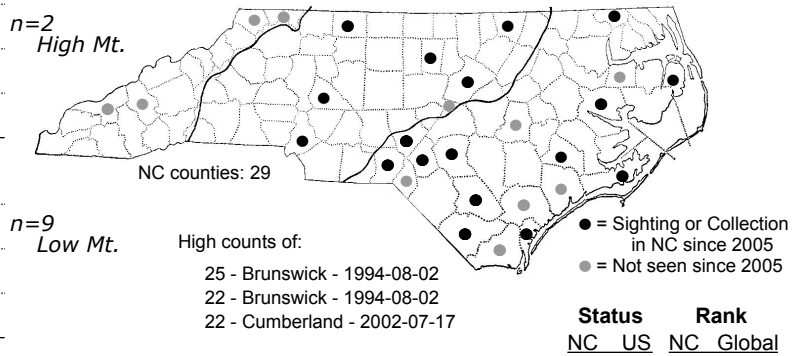 n=2
High Mt.
NC counties: 29
n=9
Low Mt.
High counts of:
25 - Brunswick - 1994-08-02
22 - Brunswick - 1994-08-02
22 - Cumberland - 2002-07-17
● = Sighting or Collection
in NC since 2005
● = Not seen since 2005
Status Rank
NC US NC Global